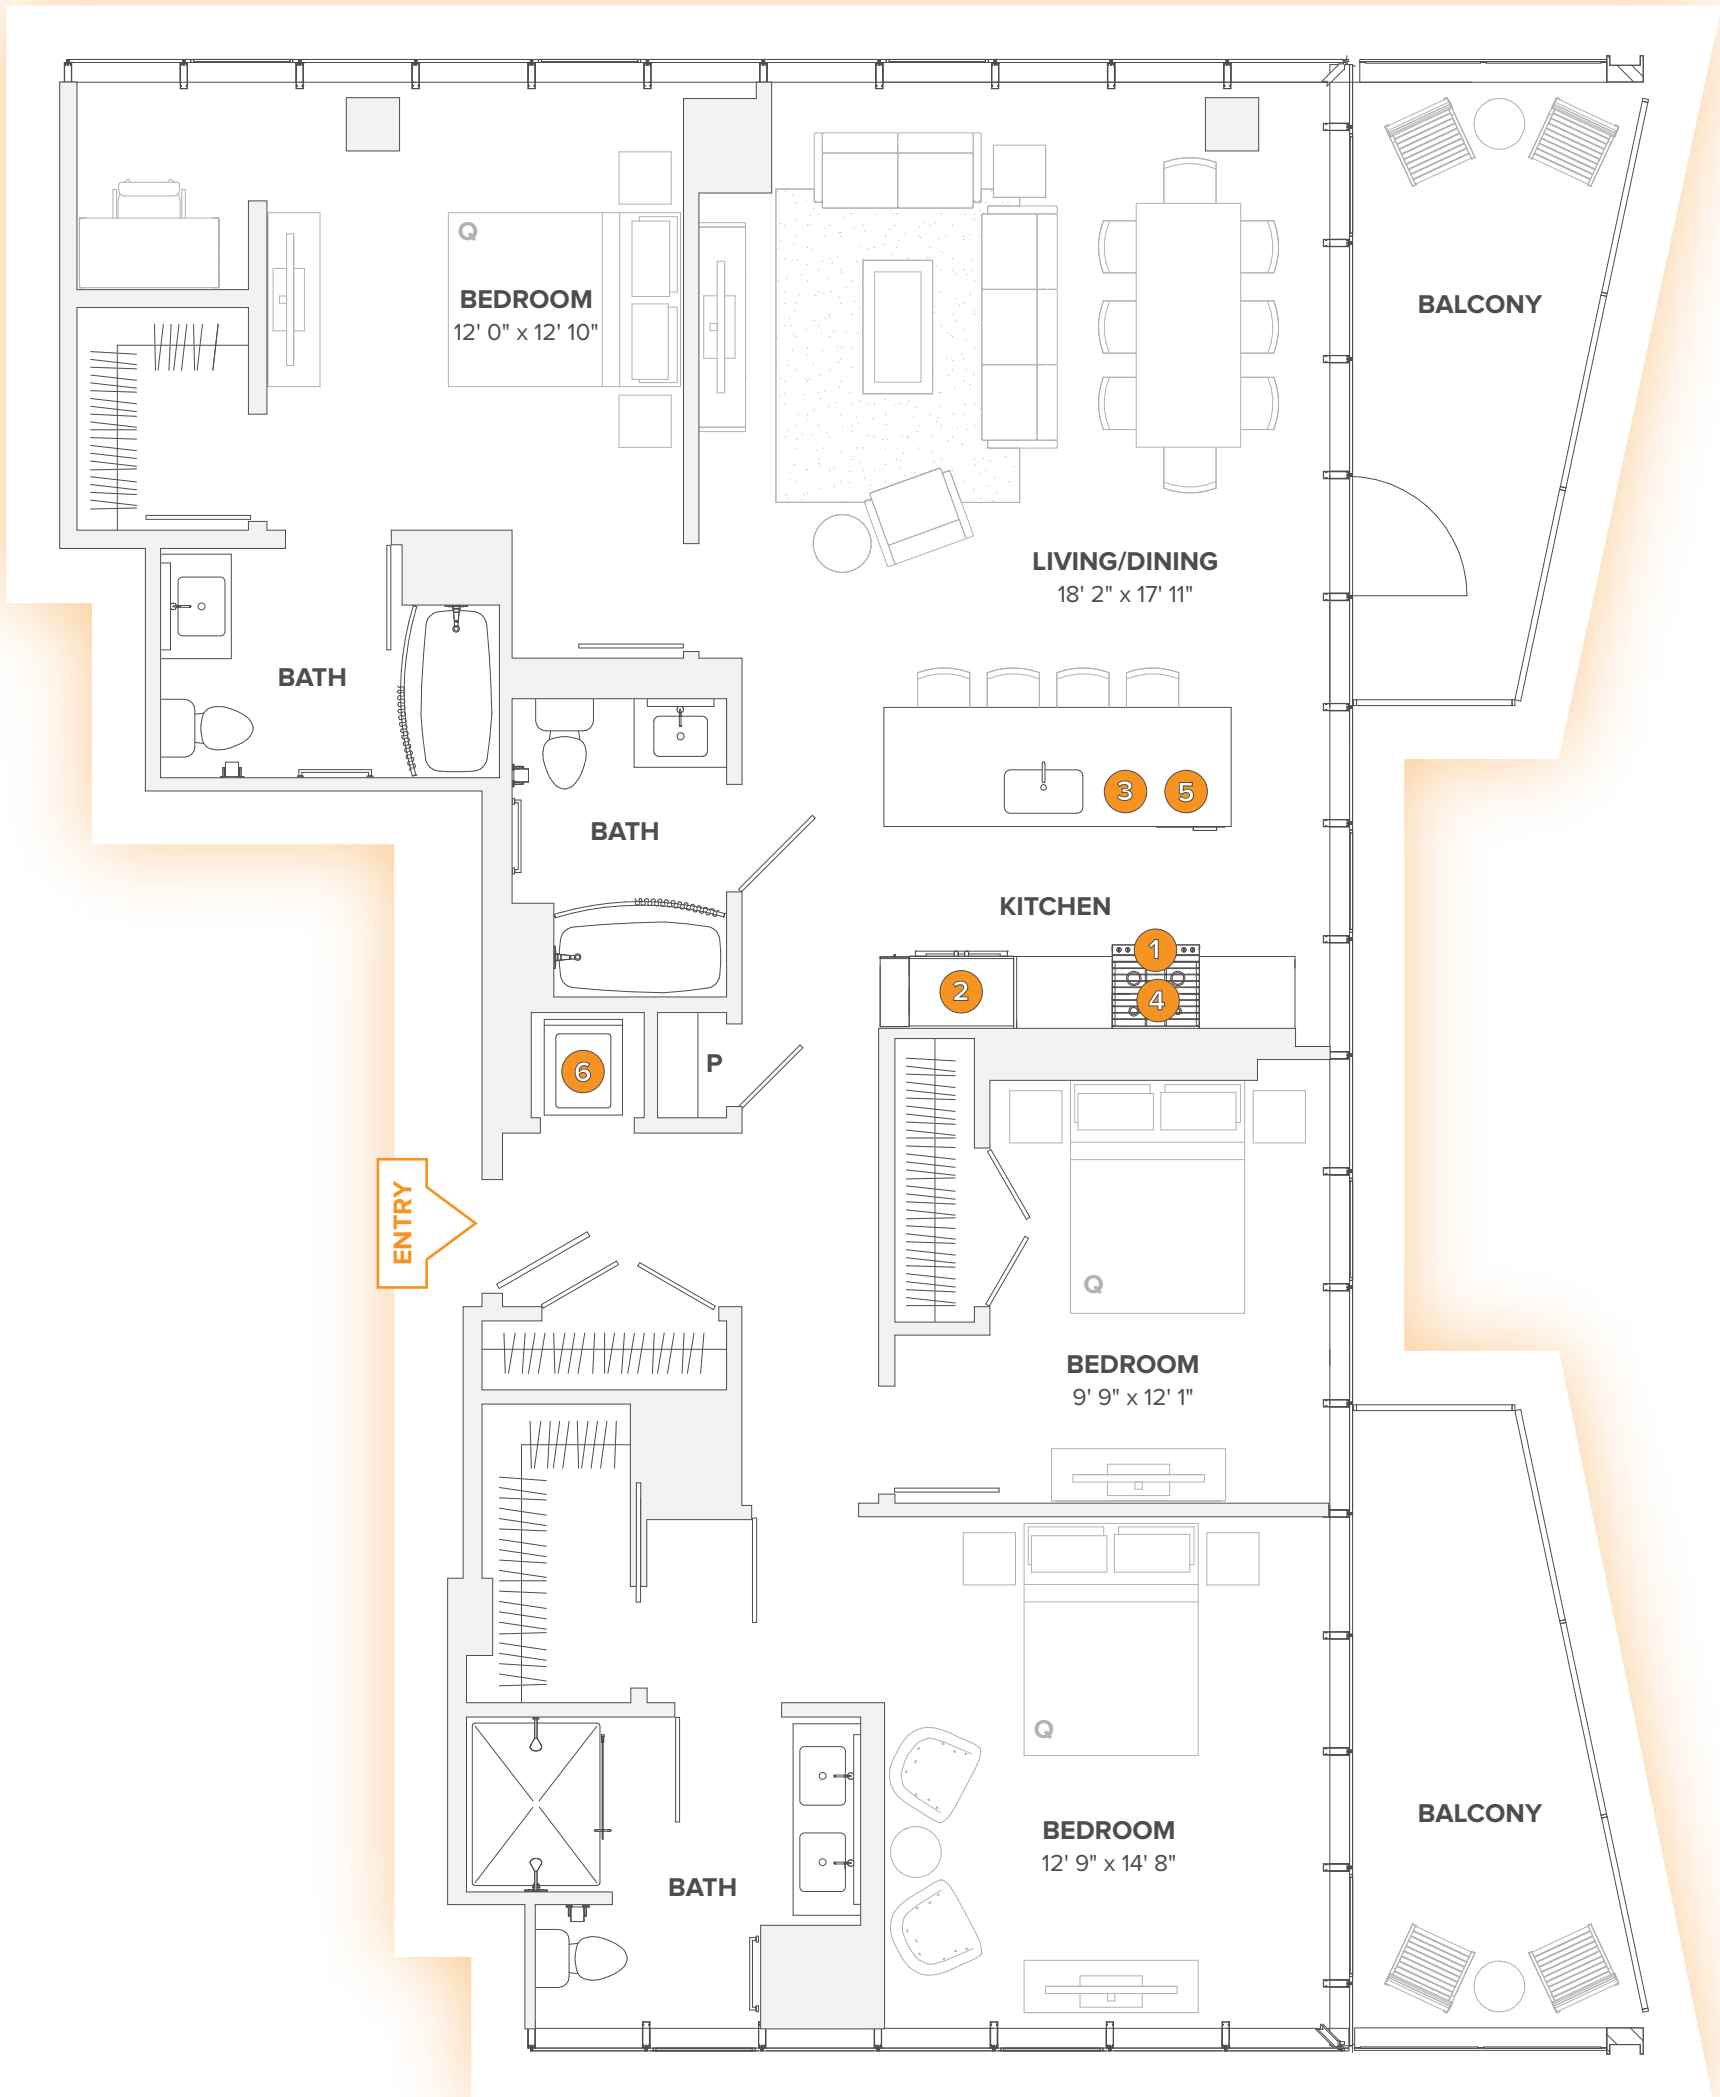 Q
BEDROOM
12' 0" x 12' 10"
BALCONY
LIVING/DINING
18' 2" x 17' 11"
BATH
3
5
BATH
KITCHEN
1
2
4
P
6
ENTRY
Q
BEDROOM
9' 9" x 12' 1"
Q
BEDROOM
12' 9" x 14' 8"
BALCONY
BATH